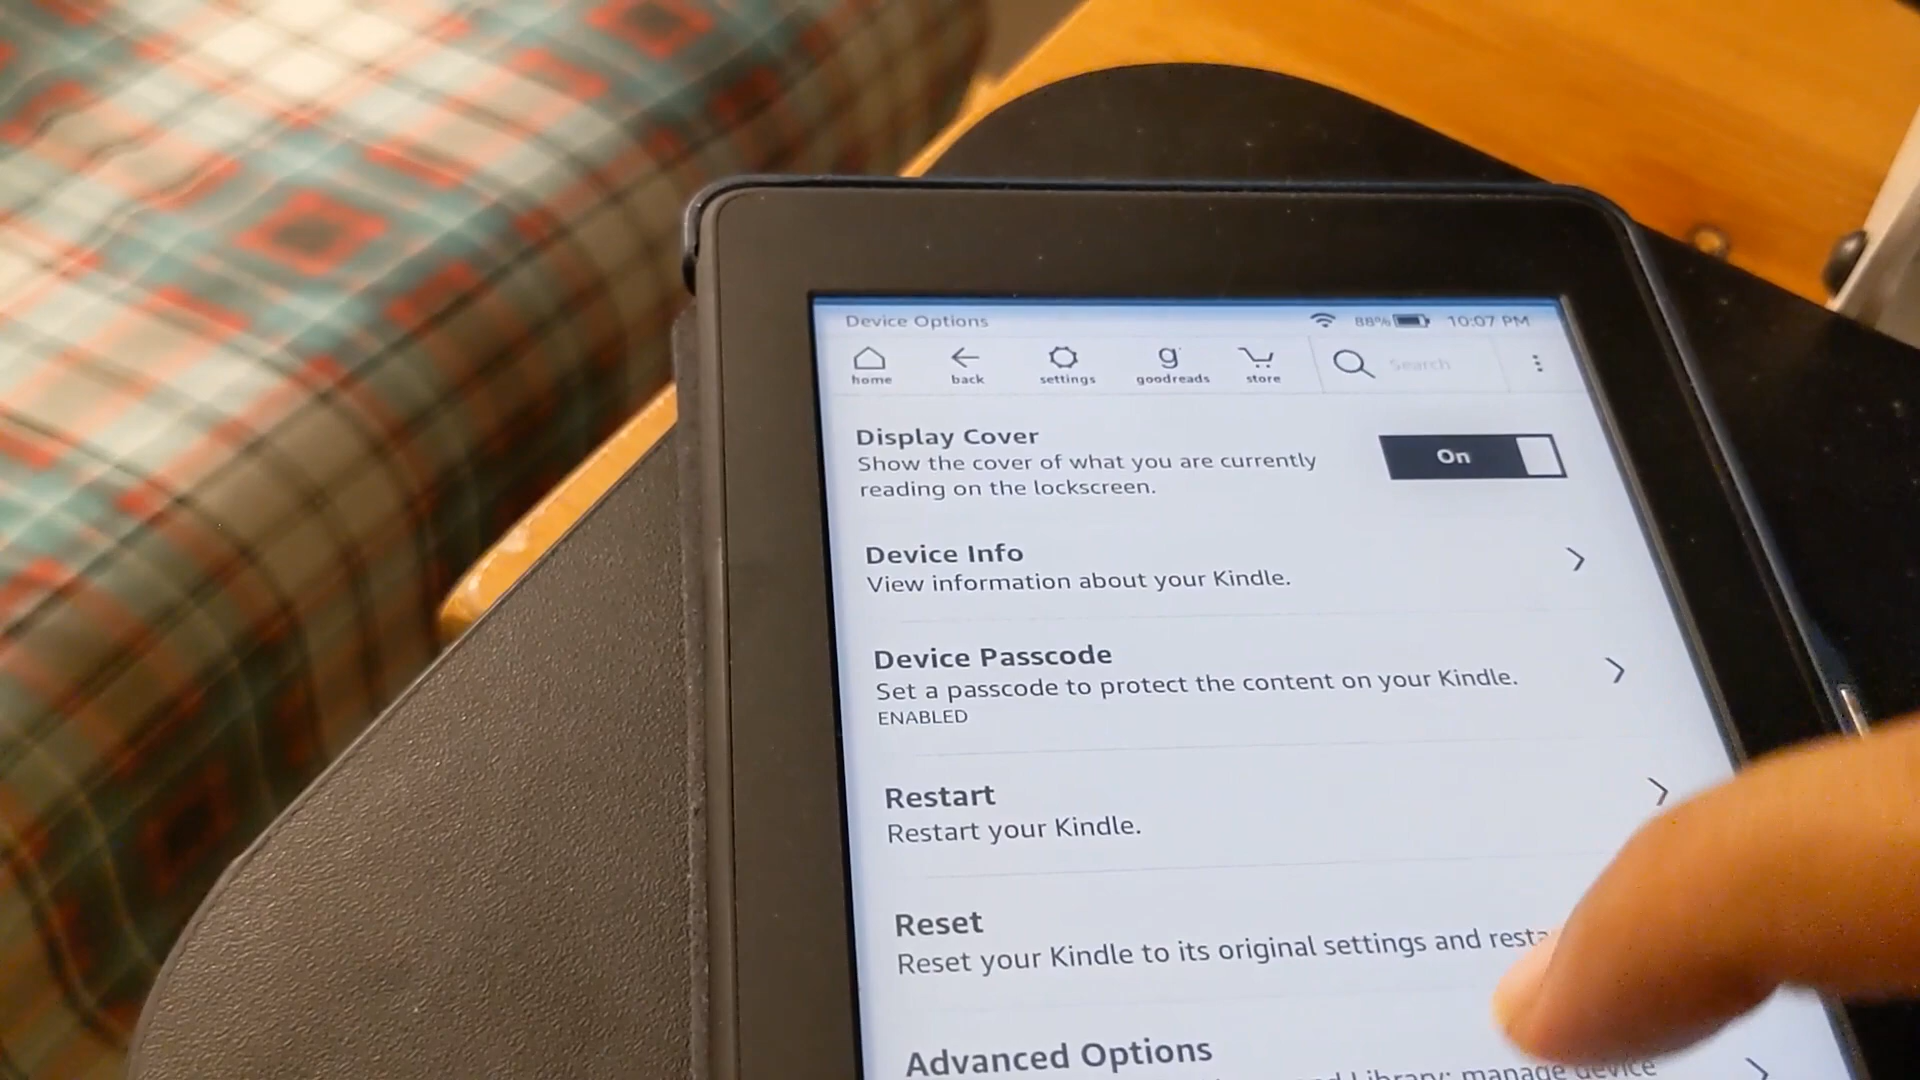 Device Options 88% 10:07 PM
home back settings goodreads store Search
Display Cover
Show the cover of what you are currently
reading on the lockscreen.
On
Device Info
View information about your Kindle.
Device Passcode
Set a passcode to protect the content on your Kindle.
ENABLED
Restart
Restart your Kindle.
Reset
Reset your Kindle to its original settings and
Advanced Options
Library; manage device